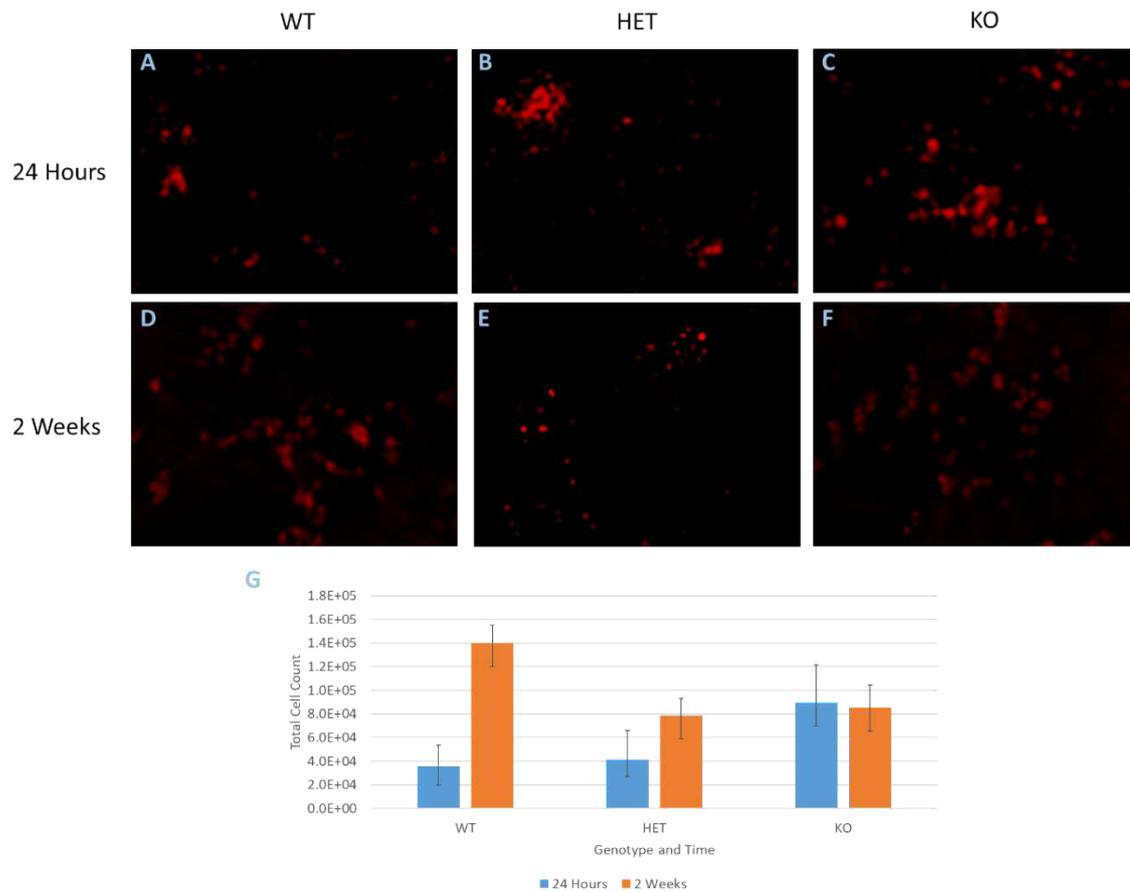 WT HET KO
24 Hours
A B C
2 Weeks
D E F
G
Total Cell Count
1.8E+05
1.6E+05
1.4E+05
1.2E+05
1.0E+05
8.0E+04
6.0E+04
4.0E+04
2.0E+04
0.0E+00
WT HET KO
Genotype and Time
24 Hours 2 Weeks